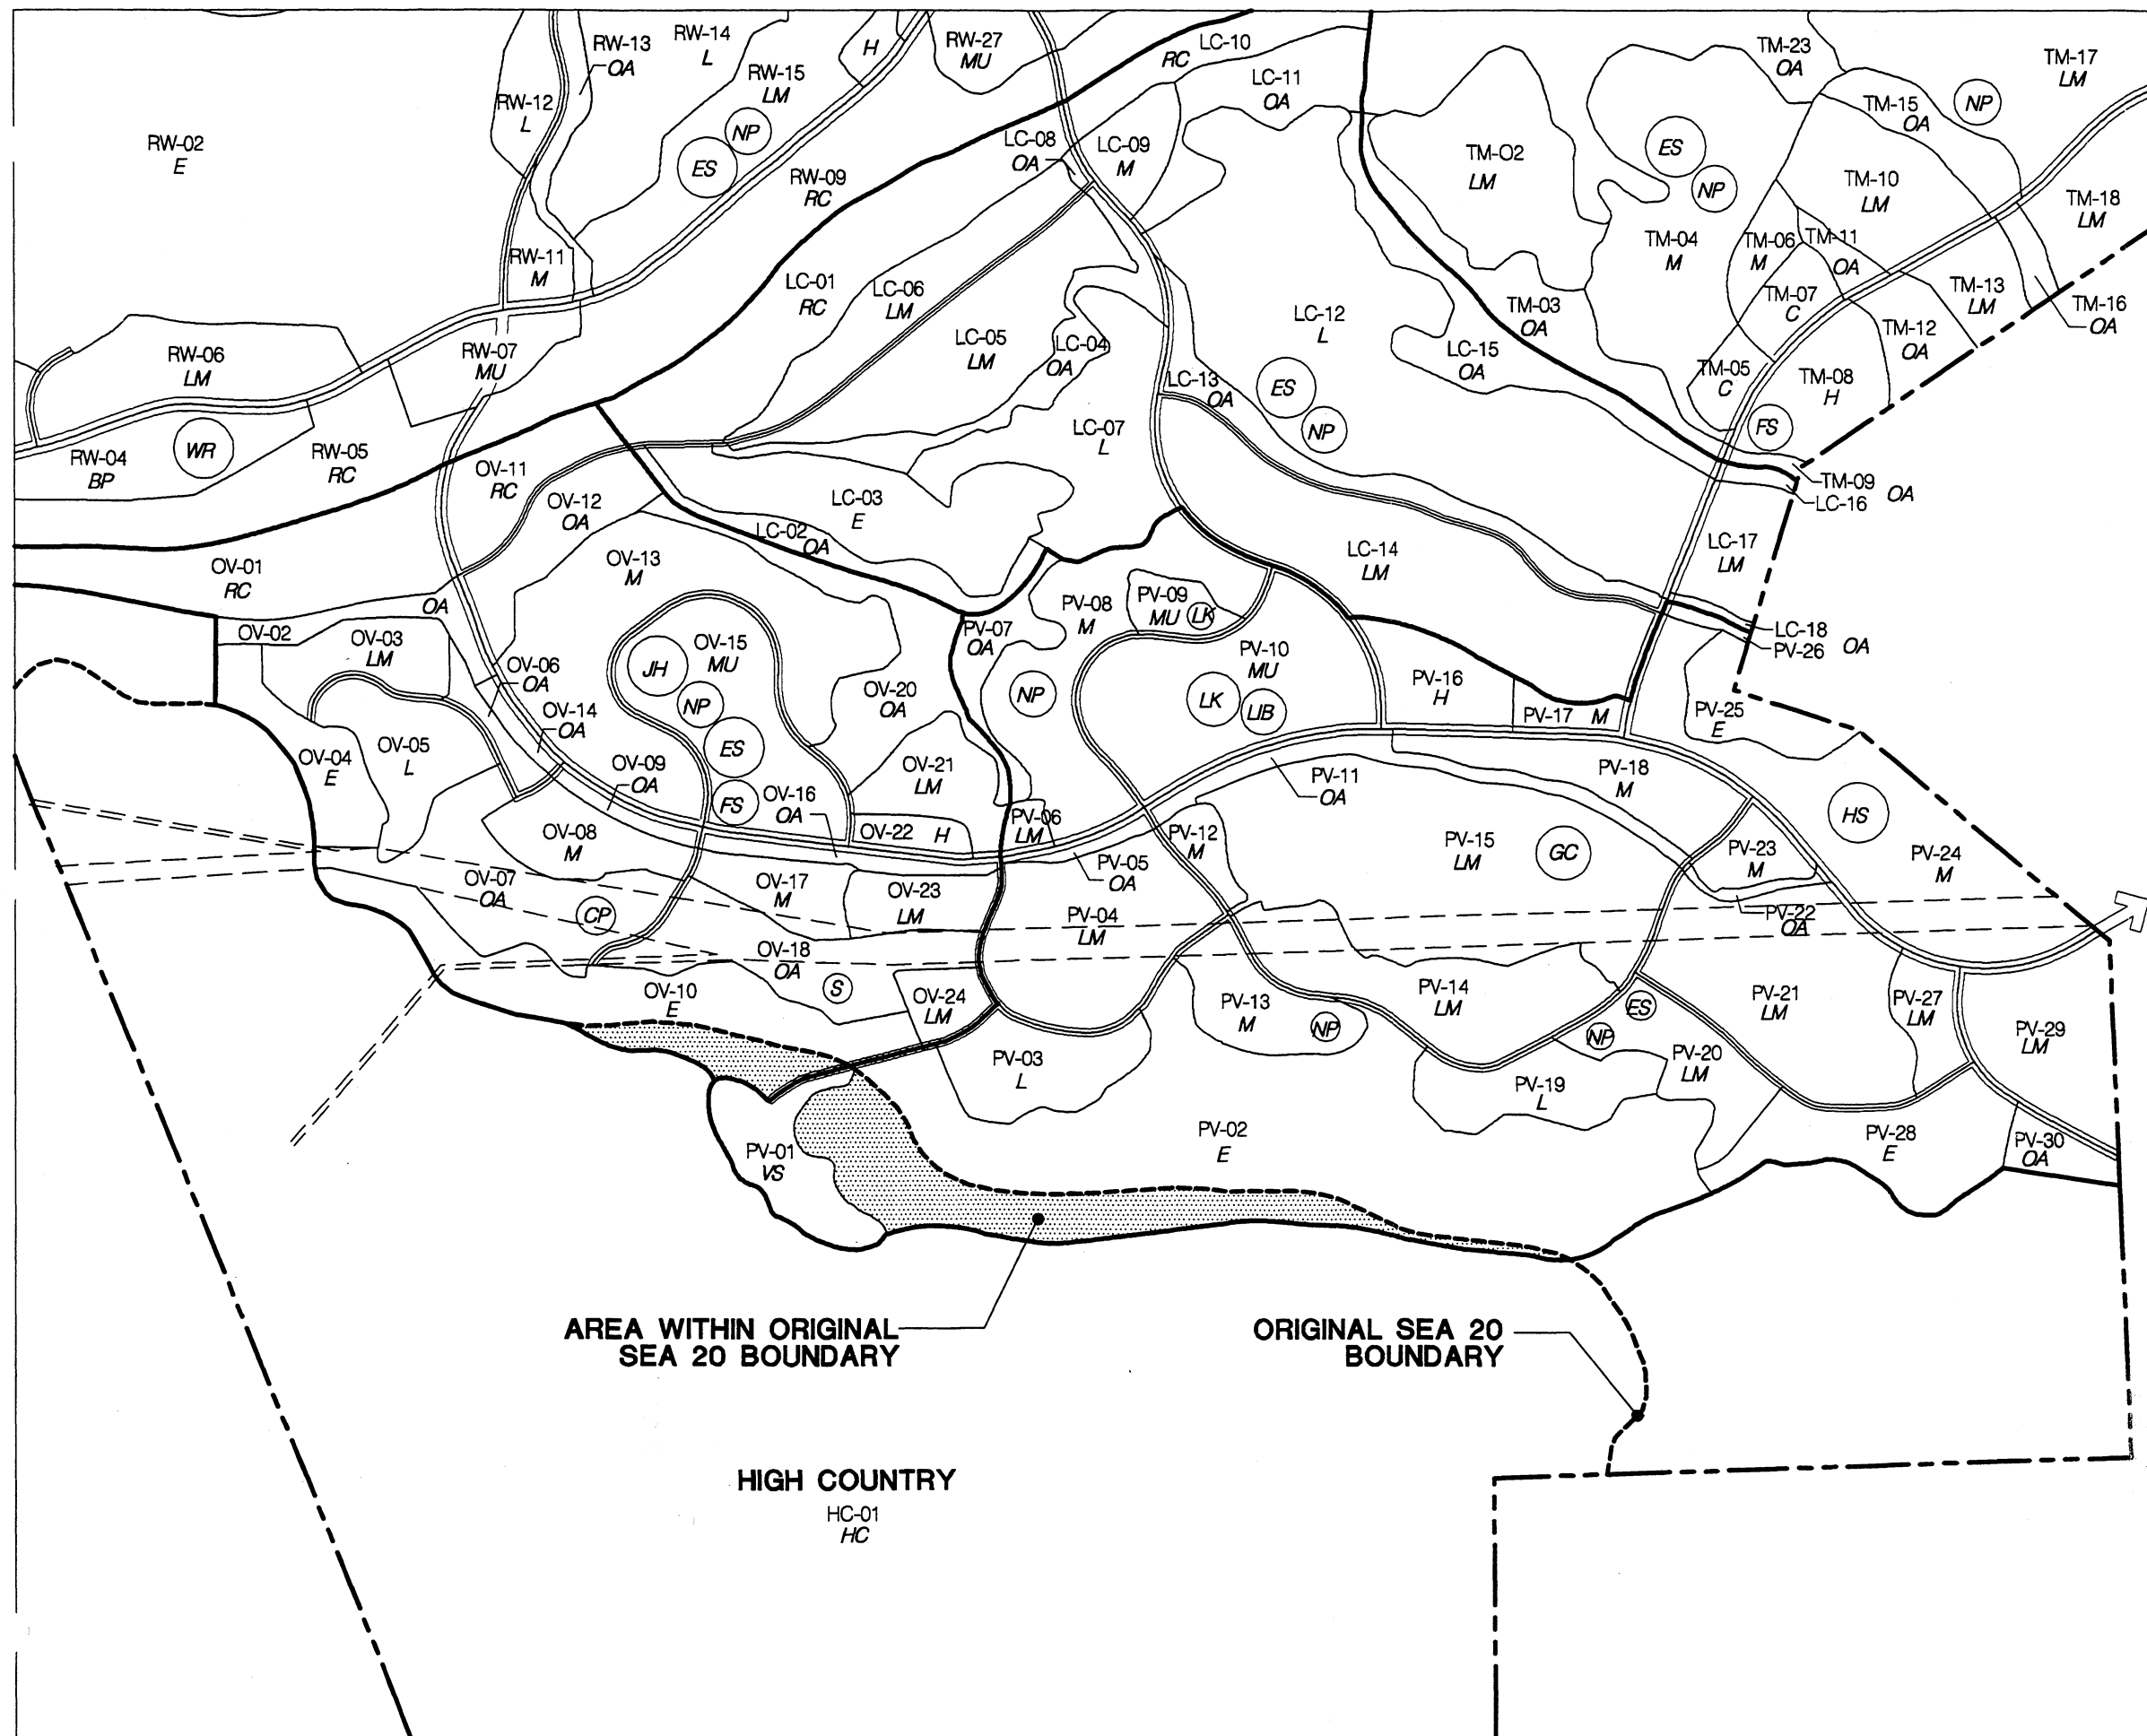 RW-02
E
RW-12
L
RW-13
OA
RW-14
L
RW-15
LM
NP
ES
H
RW-27
MU
LC-10
RC
LC-11
OA
LC-08
OA
LC-09
M
RW-09
RC
RW-11
M
RW-06
LM
RW-07
MU
RW-04
BP
WR
RW-05
RC
LC-01
RC
LC-06
LM
LC-05
LM
LC-04
OA
LC-12
L
ES
NP
LC-13
OA
LC-15
OA
LC-07
L
LC-03
E
LC-02
OA
LC-14
LM
LC-16
LC-17
LM
LC-18
OA
TM-O2
LM
TM-03
OA
TM-04
M
ES
NP
TM-23
OA
TM-17
LM
NP
TM-15
OA
TM-10
LM
TM-18
LM
TM-06
M
TM-11
OA
TM-07
C
TM-13
LM
TM-16
OA
TM-12
OA
TM-05
C
TM-08
H
FS
TM-09
OA
OV-11
RC
OV-12
OA
OV-13
M
OV-01
RC
OA
OV-02
OV-03
LM
OV-06
OA
OV-14
OA
OV-04
E
OV-05
L
OV-09
OA
OV-15
MU
JH
NP
ES
FS
OV-16
OA
OV-20
OA
OV-21
LM
OV-22
H
OV-08
M
OV-07
OA
CP
OV-17
M
OV-23
LM
OV-18
OA
S
OV-10
E
OV-24
LM
PV-07
OA
PV-08
M
NP
PV-09
MU
LK
PV-10
MU
LK
LIB
PV-16
H
PV-17
M
PV-26
PV-25
E
PV-06
LM
PV-05
OA
PV-11
OA
PV-12
M
PV-15
LM
GC
PV-18
M
PV-23
M
HS
PV-24
M
PV-22
OA
PV-04
LM
PV-13
M
NP
PV-14
LM
ES
NP
PV-21
LM
PV-27
LM
PV-29
LM
PV-20
LM
PV-19
L
PV-03
L
PV-02
E
PV-28
E
PV-30
OA
PV-01
VS
AREA WITHIN ORIGINAL
SEA 20 BOUNDARY
ORIGINAL SEA 20
BOUNDARY
HIGH COUNTRY
HC-01
HC